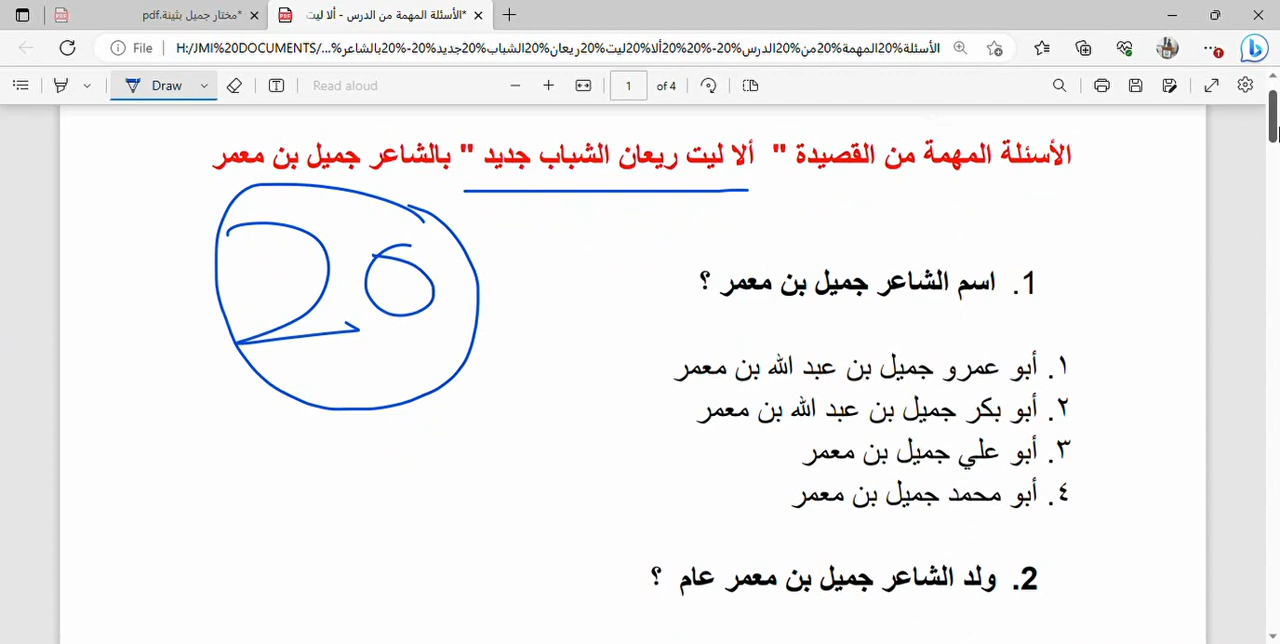 مختار جميل بثينة.pdf*
الأسئلة المهمة من الدرس - ألا ليت*
File
H:/JMI%20DOCUMENTS/...الأسئلة%20المهمة%20من%20الدرس%20-%20%20ألا%20ليت%20ريعان%20الشباب%20جديد%20-%20بالشاعر%
Draw
Read aloud
1 of 4
الأسئلة المهمة من القصيدة " ألا ليت ريعان الشباب جديد " بالشاعر جميل بن معمر
20
1. اسم الشاعر جميل بن معمر ؟
١. أبو عمرو جميل بن عبد الله بن معمر
٢. أبو بكر جميل بن عبد الله بن معمر
٣. أبو علي جميل بن معمر
٤. أبو محمد جميل بن معمر
2. ولد الشاعر جميل بن معمر عام ؟